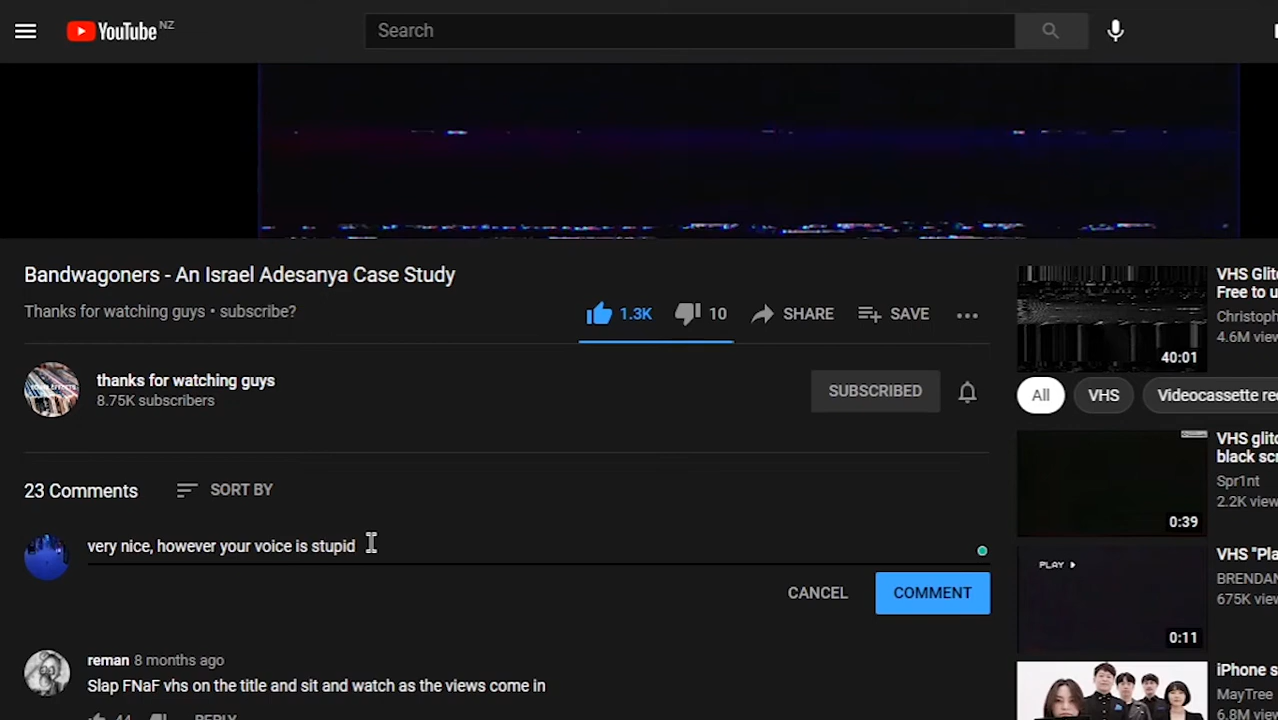 YouTube NZ
Search
Bandwagoners - An Israel Adesanya Case Study
Thanks for watching guys • subscribe?
1.3K
10
SHARE
SAVE
thanks for watching guys
8.75K subscribers
SUBSCRIBED
23 Comments
SORT BY
very nice, however your voice is stupid
CANCEL
COMMENT
reman 8 months ago
Slap FNaF vhs on the title and sit and watch as the views come in
44
REPLY
VHS Glit
Free to u
Christoph
4.6M view
40:01
All
VHS
Videocassette re
VHS glit
black scr
Spr1nt
2.2K view
0:39
PLAY
VHS "Pla
BRENDAN
675K view
0:11
iPhone s
MayTree
6.8M view